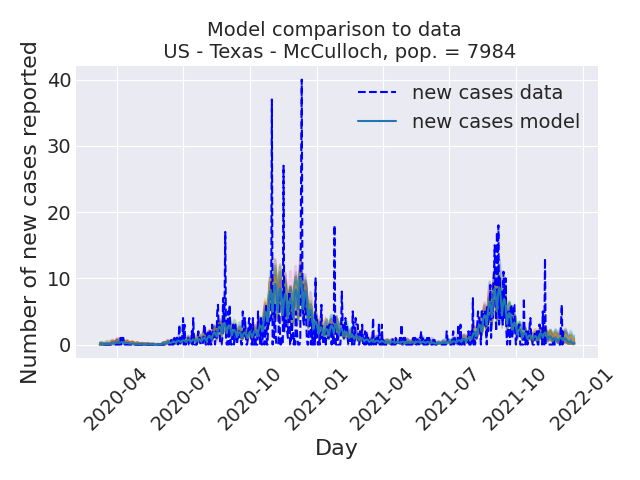 Model comparison to data
US - Texas - McCulloch, pop. = 7984
Number of new cases reported
40
30
20
10
0
new cases data
new cases model
2020-04
2020-07
2020-10
2021-01
2021-04
2021-07
2021-10
2022-01
Day